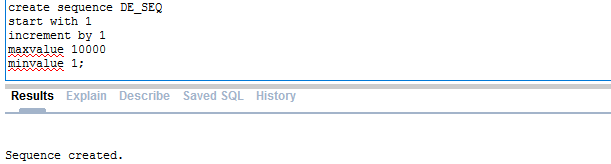 create sequence DE_SEQ
start with 1
increment by 1
maxvalue 10000
minvalue 1;
Results Explain Describe Saved SQL History
Sequence created.